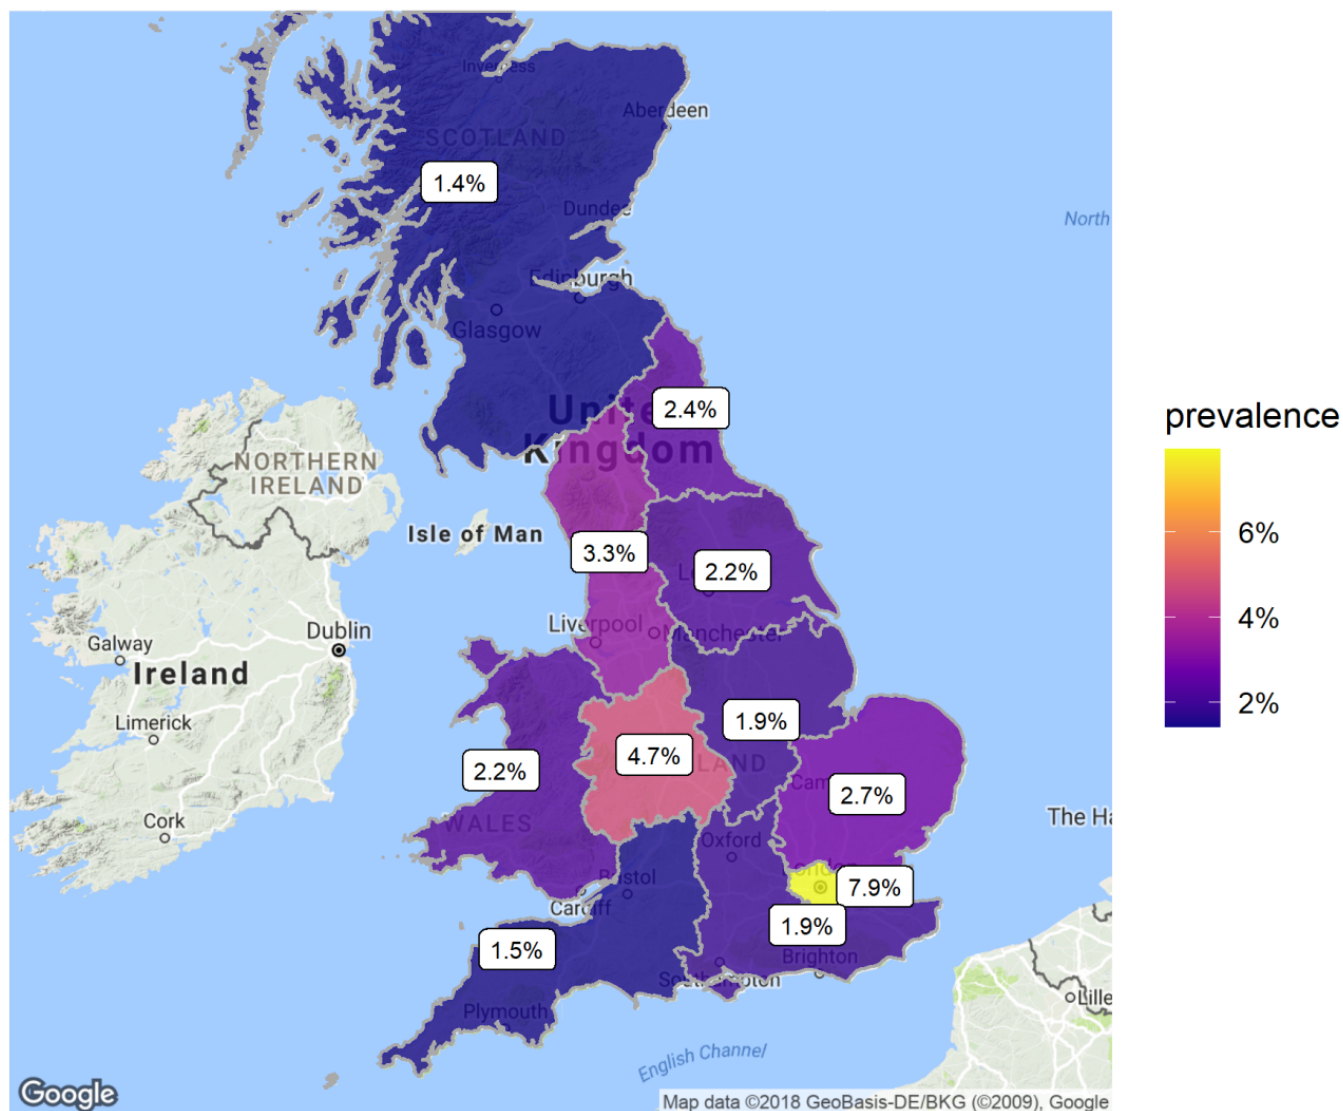 Inverness
Aberdeen
SCOTLAND
1.4%
Dundee
North
Edinburgh
Glasgow
United
Kingdom
2.4%
prevalence
6%
4%
2%
NORTHERN
IRELAND
Isle of Man
3.3%
2.2%
Liverpool
Manchester
Galway
Dublin
Ireland
Limerick
1.9%
4.7%
LAND
2.2%
Cam
2.7%
Cork
WALES
The Ha
Oxford
London
7.9%
Bristol
Cardiff
1.9%
1.5%
Brighton
Southampton
Lille
Plymouth
English Channel
Google
Map data ©2018 GeoBasis-DE/BKG (©2009), Google